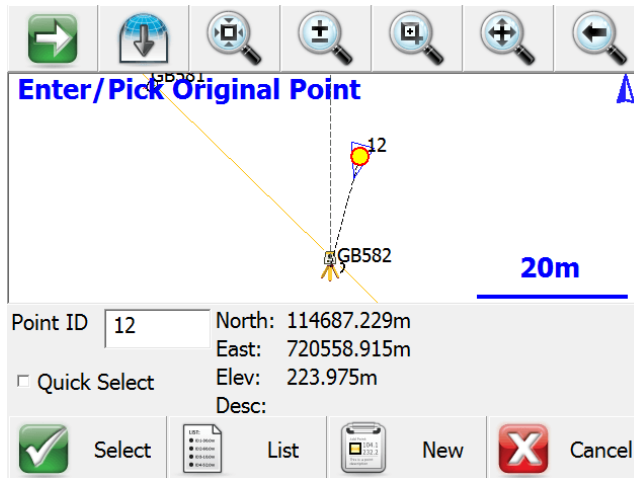 GB581
Enter/Pick Original Point
12
GB582
20m
Point ID 12
North: 114687.229m
East: 720558.915m
Elev: 223.975m
Quick Select
Desc:
Select
List
New
Cancel